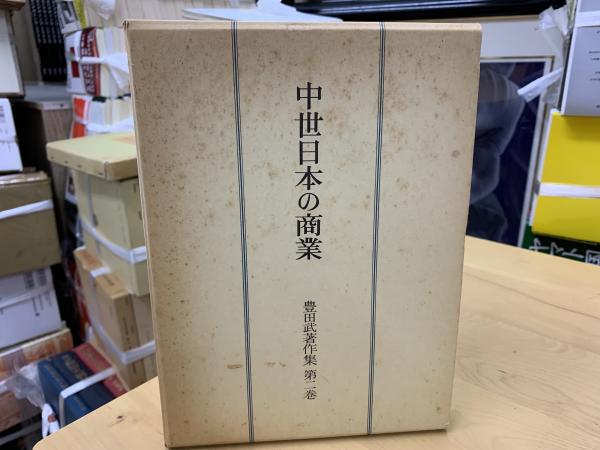 中世日本の商業
豊田武著作集 第二巻